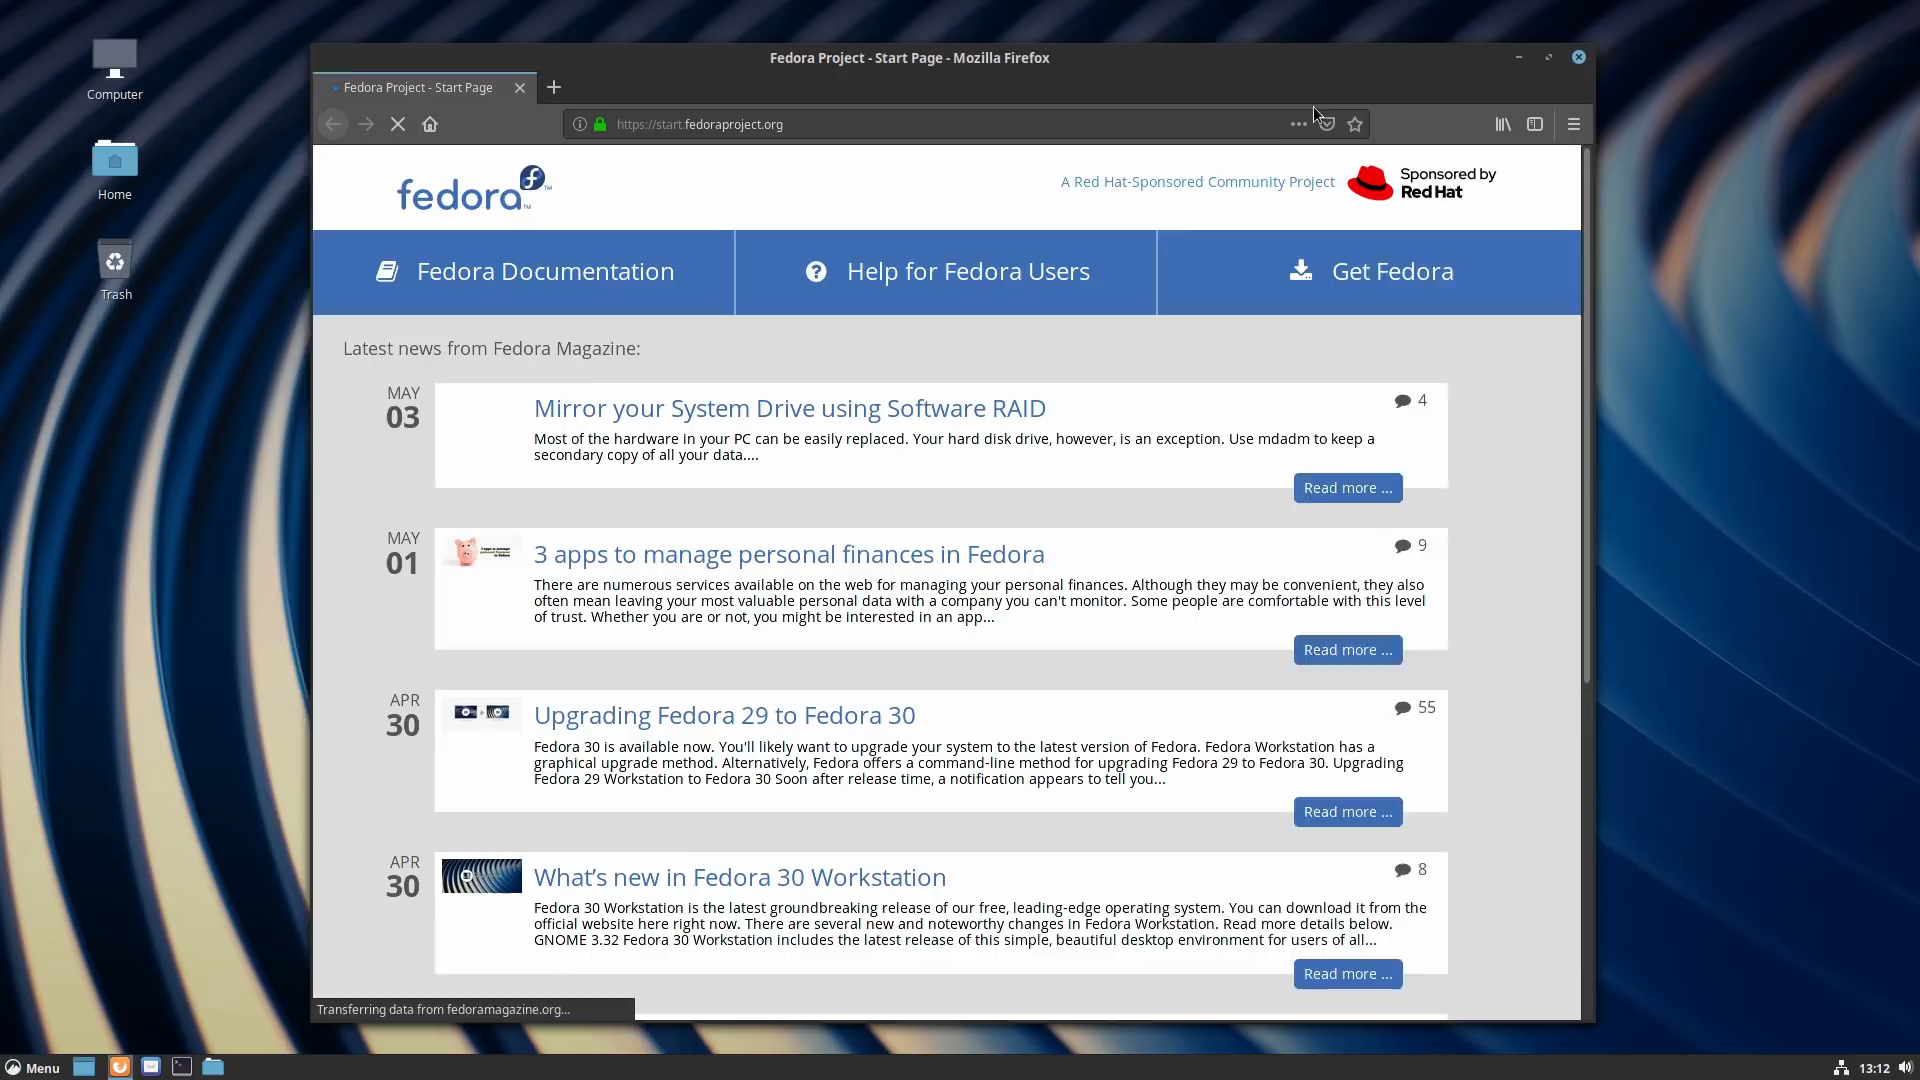 Computer
Home
Trash
Fedora Project - Start Page - Mozilla Firefox
Fedora Project - Start Page
https://start.fedoraproject.org
fedora™
A Red Hat-Sponsored Community Project
Sponsored by
Red Hat
Fedora Documentation
Help for Fedora Users
Get Fedora
Latest news from Fedora Magazine:
MAY
03
Mirror your System Drive using Software RAID
4
Most of the hardware in your PC can be easily replaced. Your hard disk drive, however, is an exception. Use mdadm to keep a
secondary copy of all your data....
Read more ...
MAY
01
3 apps to manage personal finances in Fedora
9
There are numerous services available on the web for managing your personal finances. Although they may be convenient, they also
often mean leaving your most valuable personal data with a company you can't monitor. Some people are comfortable with this level
of trust. Whether you are or not, you might be interested in an app...
Read more ...
APR
30
Upgrading Fedora 29 to Fedora 30
55
Fedora 30 is available now. You'll likely want to upgrade your system to the latest version of Fedora. Fedora Workstation has a
graphical upgrade method. Alternatively, Fedora offers a command-line method for upgrading Fedora 29 to Fedora 30. Upgrading
Fedora 29 Workstation to Fedora 30 Soon after release time, a notification appears to tell you...
Read more ...
APR
30
What’s new in Fedora 30 Workstation
8
Fedora 30 Workstation is the latest groundbreaking release of our free, leading-edge operating system. You can download it from the
official website here right now. There are several new and noteworthy changes in Fedora Workstation. Read more details below.
GNOME 3.32 Fedora 30 Workstation includes the latest release of this simple, beautiful desktop environment for users of all...
Read more ...
Transferring data from fedoramagazine.org...
Menu
13:12